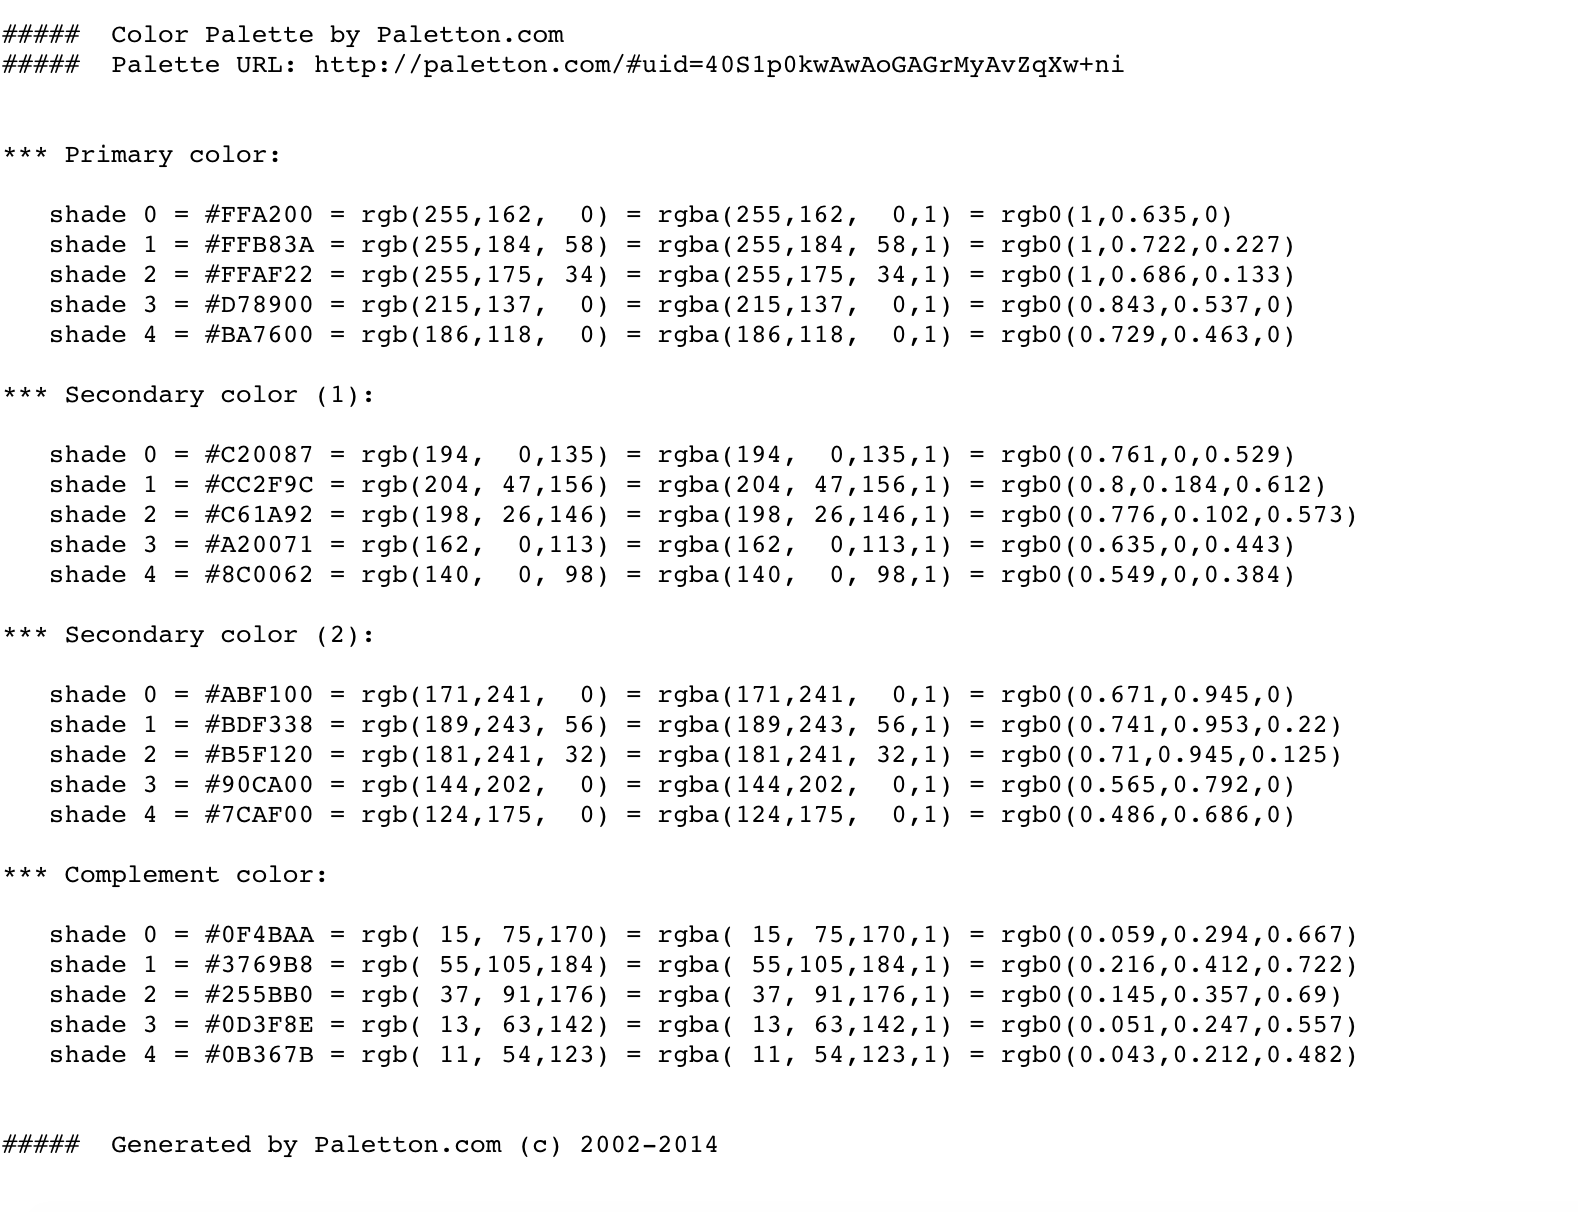 #####  Color Palette by Paletton.com
#####  Palette URL: http://paletton.com/#uid=40S1p0kwAwAoGAGrMyAvZqXw+ni
*** Primary color:
shade 0 = #FFA200 = rgb(255,162,  0) = rgba(255,162,  0,1) = rgb0(1,0.635,0)
shade 1 = #FFB83A = rgb(255,184, 58) = rgba(255,184, 58,1) = rgb0(1,0.722,0.227)
shade 2 = #FFAF22 = rgb(255,175, 34) = rgba(255,175, 34,1) = rgb0(1,0.686,0.133)
shade 3 = #D78900 = rgb(215,137,  0) = rgba(215,137,  0,1) = rgb0(0.843,0.537,0)
shade 4 = #BA7600 = rgb(186,118,  0) = rgba(186,118,  0,1) = rgb0(0.729,0.463,0)
*** Secondary color (1):
shade 0 = #C20087 = rgb(194,  0,135) = rgba(194,  0,135,1) = rgb0(0.761,0,0.529)
shade 1 = #CC2F9C = rgb(204, 47,156) = rgba(204, 47,156,1) = rgb0(0.8,0.184,0.612)
shade 2 = #C61A92 = rgb(198, 26,146) = rgba(198, 26,146,1) = rgb0(0.776,0.102,0.573)
shade 3 = #A20071 = rgb(162,  0,113) = rgba(162,  0,113,1) = rgb0(0.635,0,0.443)
shade 4 = #8C0062 = rgb(140,  0, 98) = rgba(140,  0, 98,1) = rgb0(0.549,0,0.384)
*** Secondary color (2):
shade 0 = #ABF100 = rgb(171,241,  0) = rgba(171,241,  0,1) = rgb0(0.671,0.945,0)
shade 1 = #BDF338 = rgb(189,243, 56) = rgba(189,243, 56,1) = rgb0(0.741,0.953,0.22)
shade 2 = #B5F120 = rgb(181,241, 32) = rgba(181,241, 32,1) = rgb0(0.71,0.945,0.125)
shade 3 = #90CA00 = rgb(144,202,  0) = rgba(144,202,  0,1) = rgb0(0.565,0.792,0)
shade 4 = #7CAF00 = rgb(124,175,  0) = rgba(124,175,  0,1) = rgb0(0.486,0.686,0)
*** Complement color:
shade 0 = #0F4BAA = rgb( 15, 75,170) = rgba( 15, 75,170,1) = rgb0(0.059,0.294,0.667)
shade 1 = #3769B8 = rgb( 55,105,184) = rgba( 55,105,184,1) = rgb0(0.216,0.412,0.722)
shade 2 = #255BB0 = rgb( 37, 91,176) = rgba( 37, 91,176,1) = rgb0(0.145,0.357,0.69)
shade 3 = #0D3F8E = rgb( 13, 63,142) = rgba( 13, 63,142,1) = rgb0(0.051,0.247,0.557)
shade 4 = #0B367B = rgb( 11, 54,123) = rgba( 11, 54,123,1) = rgb0(0.043,0.212,0.482)
#####  Generated by Paletton.com (c) 2002-2014